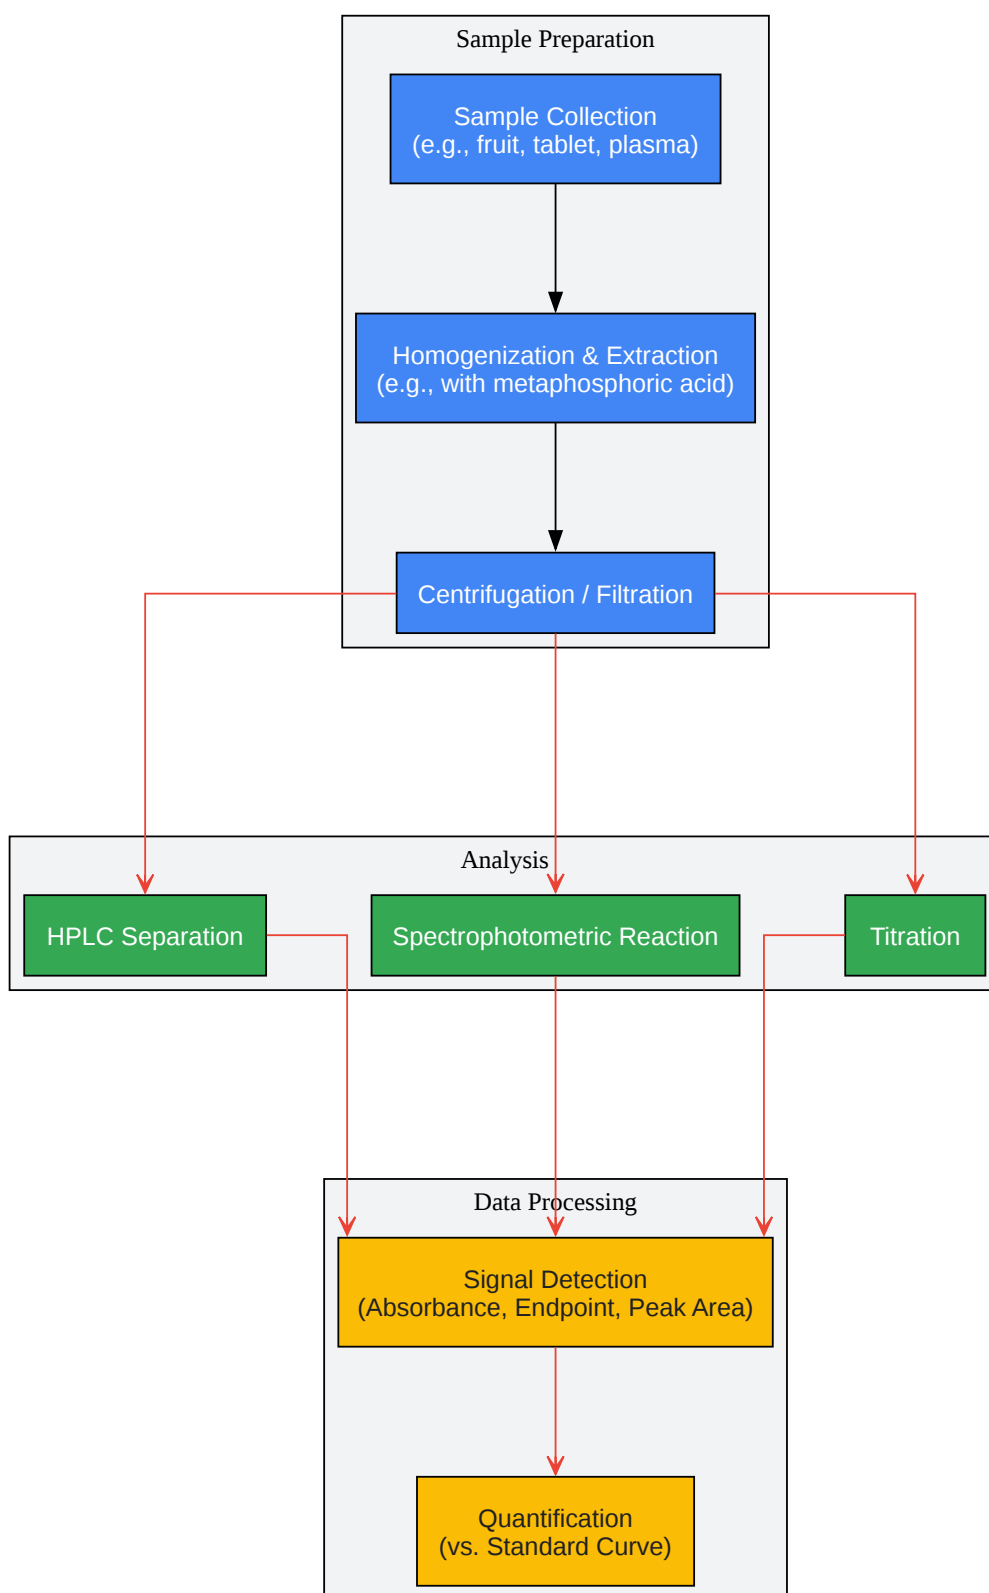 Sample Preparation
Sample Collection
(e.g., fruit, tablet, plasma)
Homogenization & Extraction
(e.g., with metaphosphoric acid)
Centrifugation / Filtration
Analysis
HPLC Separation
Spectrophotometric Reaction
Titration
Data Processing
Signal Detection
(Absorbance, Endpoint, Peak Area)
Quantification
(vs. Standard Curve)